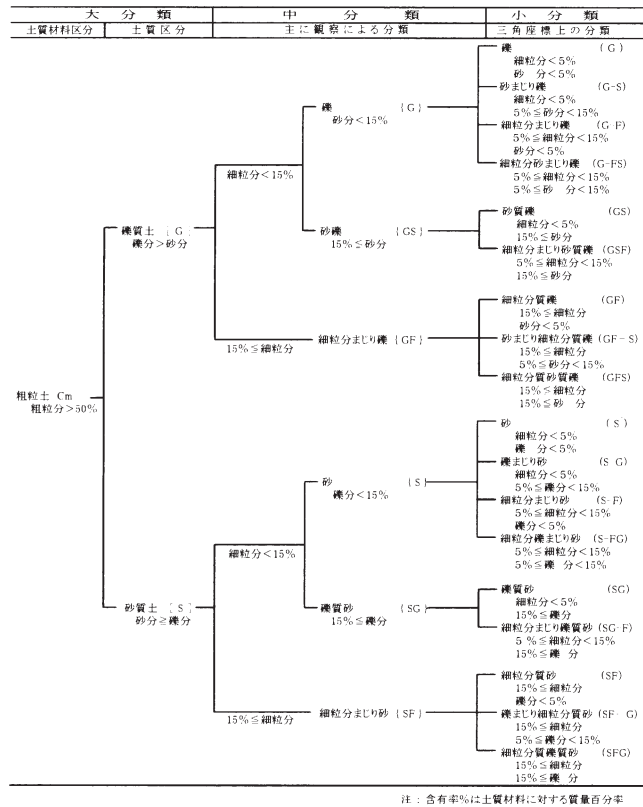 大分類 中分類 小分類
土質材料区分 土質区分 主に観察による分類 三角座標上の分類
礫 (G)
細粒分<5%
砂 分<5%
砂まじり礫 (G-S)
細粒分<5%
5%≦砂分<15%
細粒分まじり礫 (G-F)
5%≦細粒分<15%
砂分<5%
細粒分砂まじり礫 (G-FS)
5%≦細粒分<15%
5%≦砂 分<15%
礫 {G}
砂分<15%
細粒分<15%
砂礫 {GS}
15%≦砂分
砂質礫 (GS)
細粒分<5%
15%≦砂分
細粒分まじり砂質礫 (GSF)
5%≦細粒分<15%
15%≦砂分
礫質土 [G]
礫分>砂分
15%≦細粒分
細粒分まじり礫 {GF}
細粒分質礫 (GF)
15%≦細粒分
砂分<5%
砂まじり細粒分質礫 (GF-S)
15%≦細粒分
5%≦砂分<15%
細粒分質砂質礫 (GFS)
15%≦細粒分
15%≦砂 分
粗粒土 Cm
粗粒分>50%
砂 (S)
細粒分<5%
礫 分<5%
礫まじり砂 (S-G)
細粒分<5%
5%≦礫分<15%
細粒分まじり砂 (S-F)
5%≦細粒分<15%
礫分<5%
細粒分礫まじり砂 (S-FG)
5%≦細粒分<15%
5%≦礫 分<15%
砂 {S}
礫分<15%
細粒分<15%
砂質土 [S]
砂分≧礫分
礫質砂 {SG}
15%≦礫分
礫質砂 (SG)
細粒分<5%
15%≦礫分
細粒分まじり礫質砂 (SG-F)
5%≦細粒分<15%
15%≦礫 分
15%≦細粒分
細粒分まじり砂 {SF}
細粒分質砂 (SF)
15%≦細粒分
礫分<5%
礫まじり細粒分質砂 (SF-G)
15%≦細粒分
5%≦礫分<15%
細粒分質礫質砂 (SFG)
15%≦細粒分
15%≦礫 分
注:含有率%は土質材料に対する質量百分率